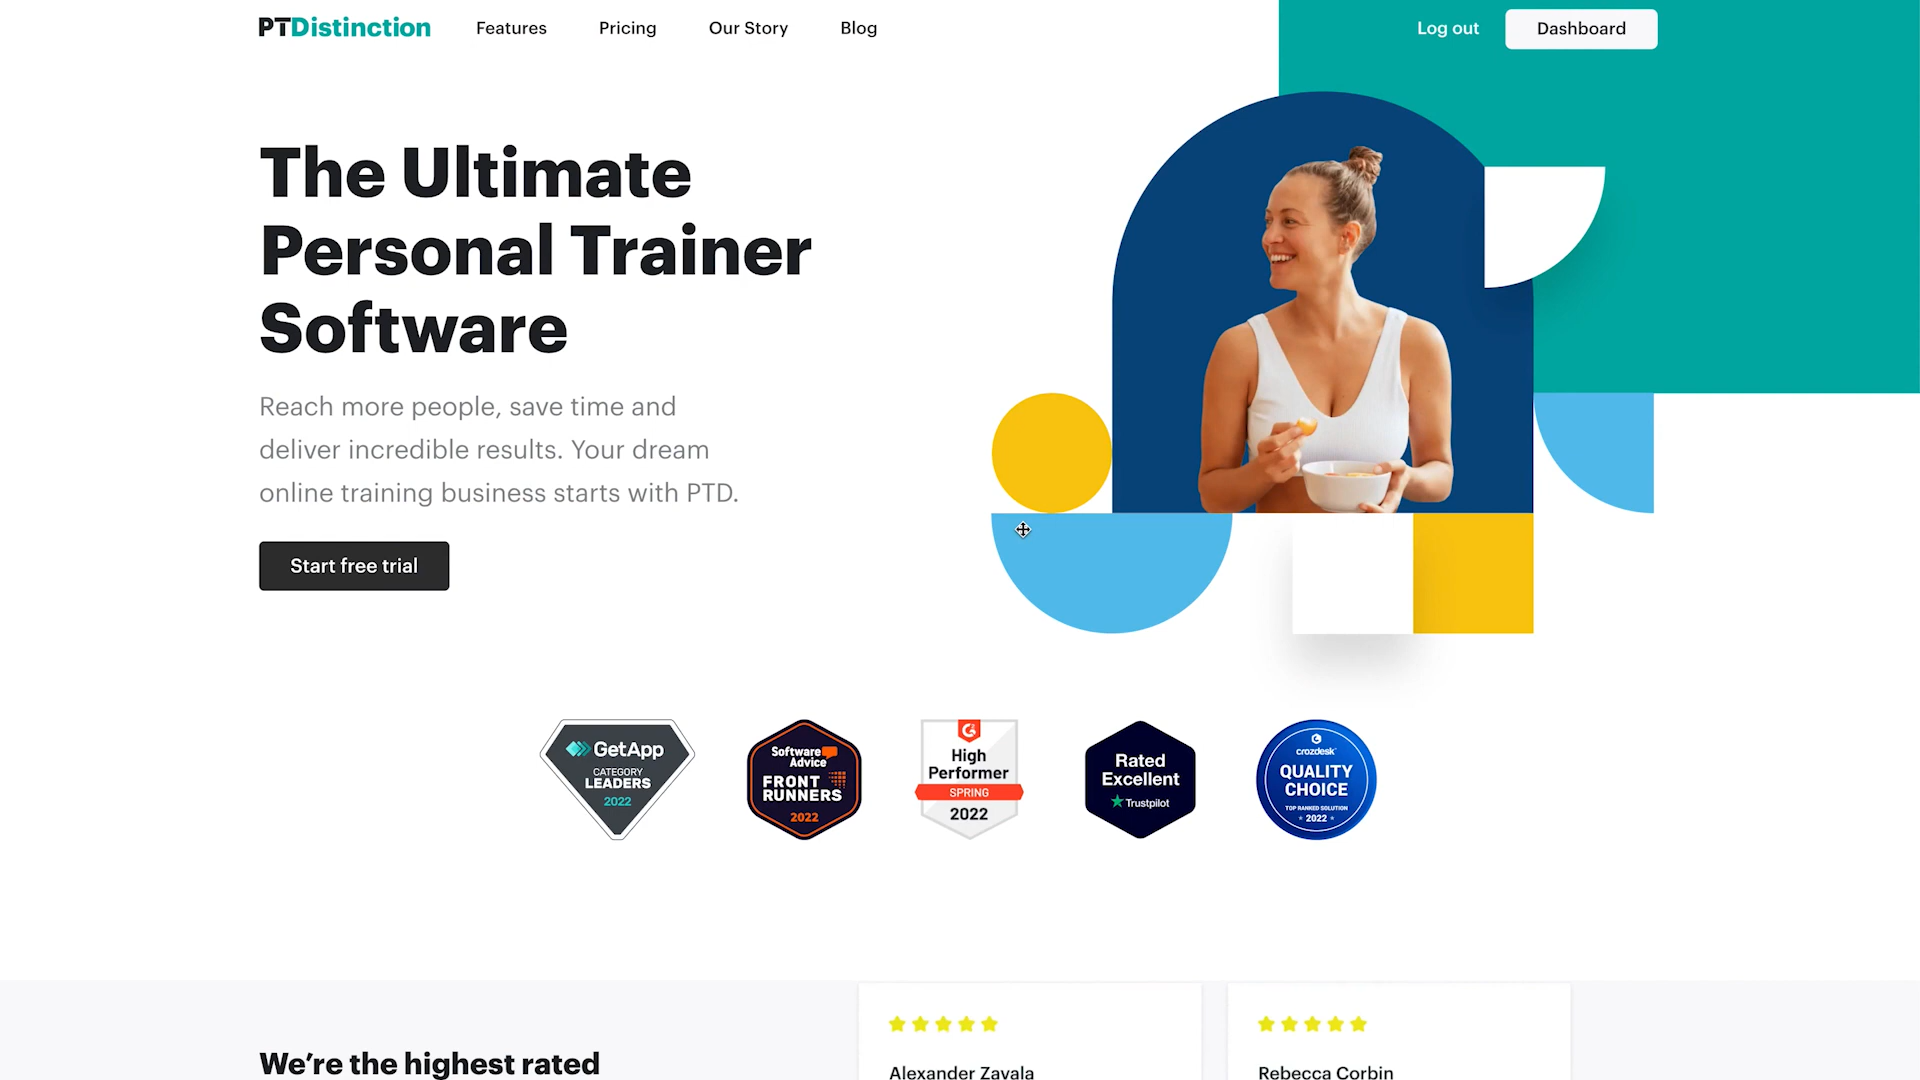 PTDistinction
Features
Pricing
Our Story
Blog
Log out
Dashboard
The Ultimate
Personal Trainer
Software
Reach more people, save time and
deliver incredible results. Your dream
online training business starts with PTD.
Start free trial
GetApp
CATEGORY
LEADERS
2022
Software
Advice
FRONT
RUNNERS
2022
High
Performer
SPRING
2022
Rated
Excellent
Trustpilot
crozdesk
QUALITY
CHOICE
TOP RANKED SOLUTION
2022
We're the highest rated
Alexander Zavala
Rebecca Corbin